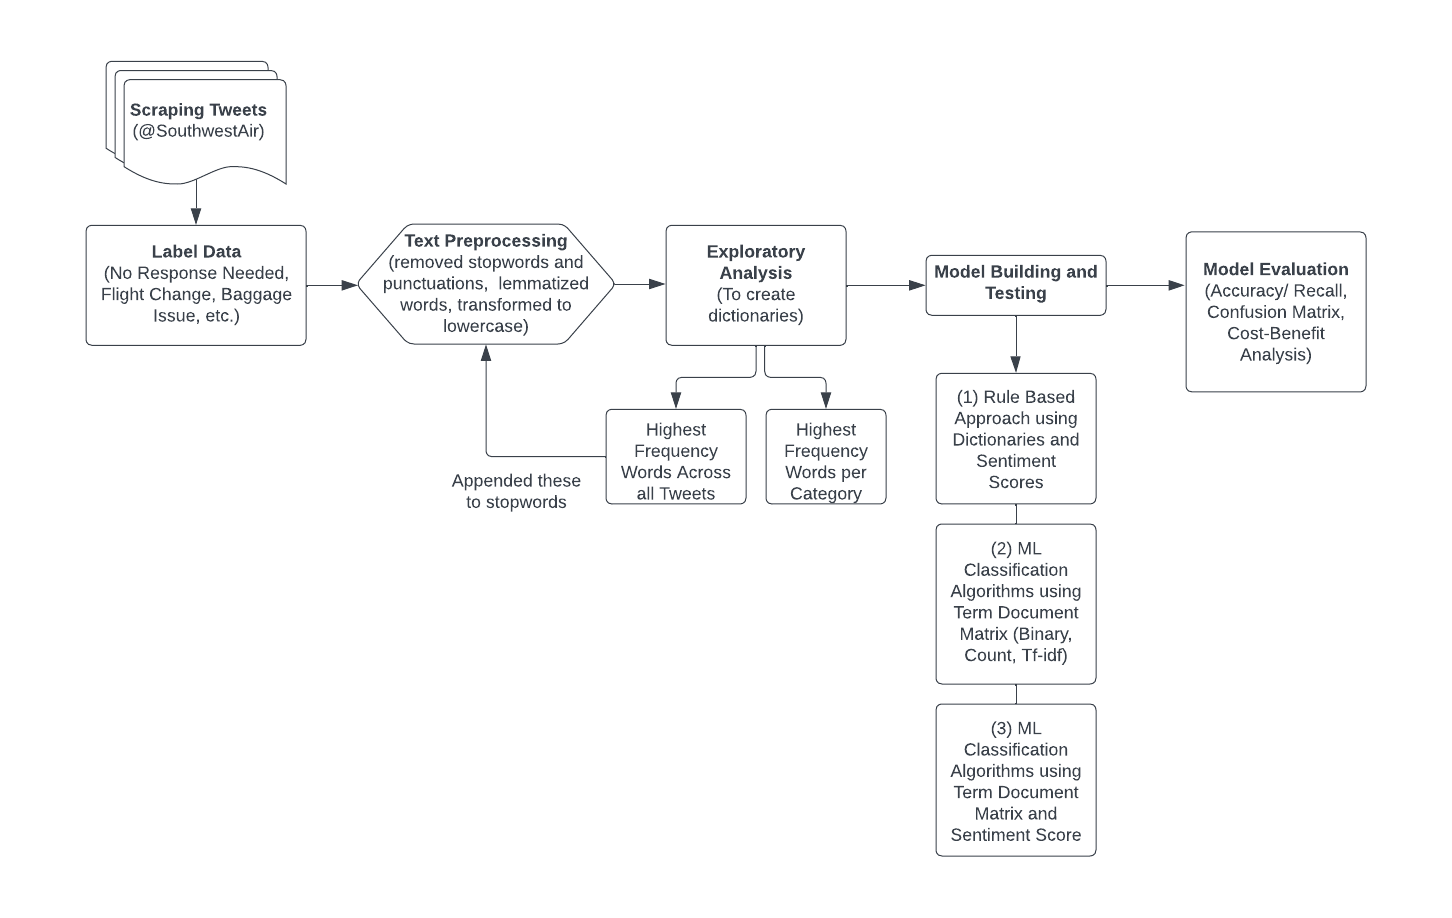 Scraping Tweets
(@SouthwestAir)
Label Data
(No Response Needed,
Flight Change, Baggage
Issue, etc.)
Text Preprocessing
(removed stopwords and
punctuations, lemmatized
words, transformed to
lowercase)
Exploratory
Analysis
(To create
dictionaries)
Model Building and
Testing
Model Evaluation
(Accuracy/ Recall,
Confusion Matrix,
Cost-Benefit
Analysis)
Appended these
to stopwords
Highest
Frequency
Words Across
all Tweets
Highest
Frequency
Words per
Category
(1) Rule Based
Approach using
Dictionaries and
Sentiment
Scores
(2) ML
Classification
Algorithms using
Term Document
Matrix (Binary,
Count, Tf-idf)
(3) ML
Classification
Algorithms using
Term Document
Matrix and
Sentiment Score